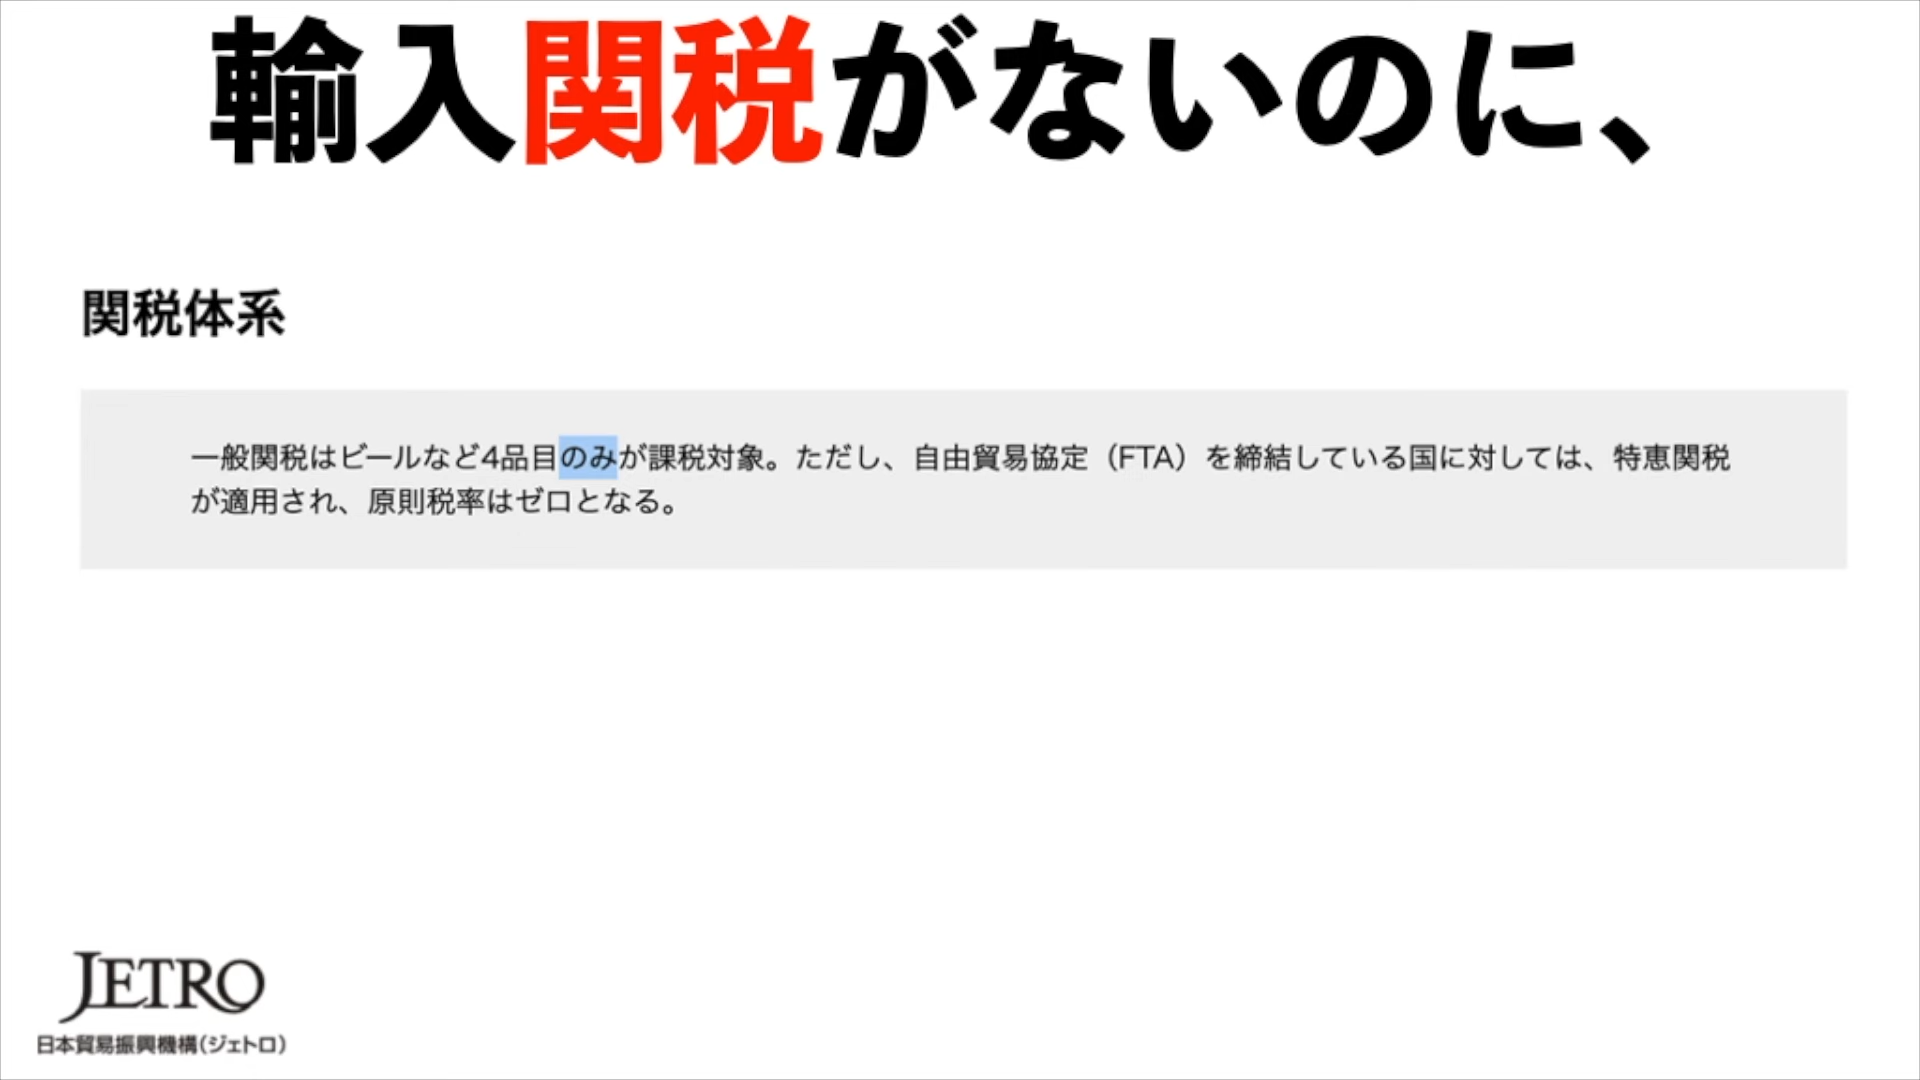 輸入関税がないのに、
関税体系
一般関税はビールなど4品目のみが課税対象。ただし、自由貿易協定（FTA）を締結している国に対しては、特恵関税
が適用され、原則税率はゼロとなる。
JETRO
日本貿易振興機構(ジェトロ)